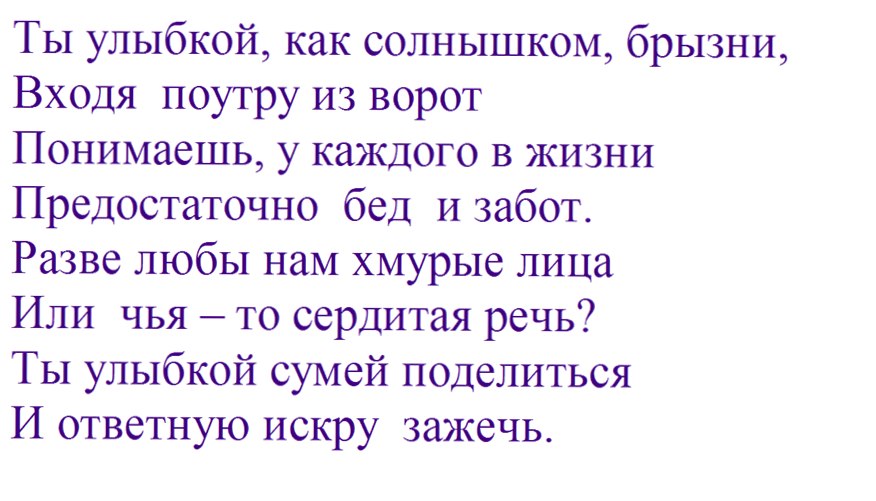 Ты улыбкой, как солнышком, брызни,
Входя поутру из ворот
Понимаешь, у каждого в жизни
Предостаточно бед и забот.
Разве любы нам хмурые лица
Или чья – то сердитая речь?
Ты улыбкой сумей поделиться
И ответную искру зажечь.